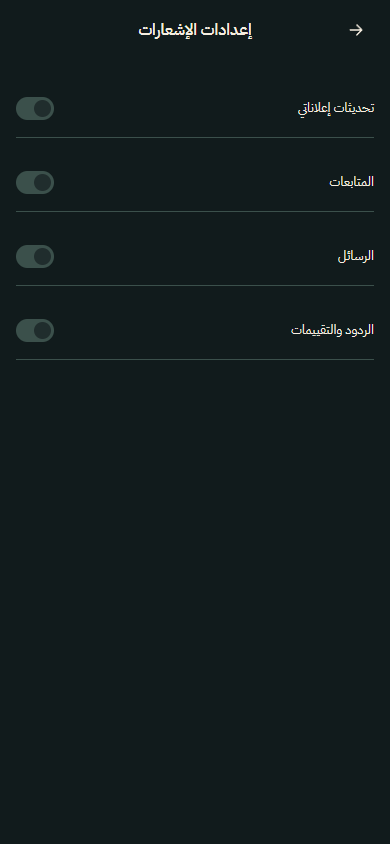 إعدادات الإشعارات
تحديثات إعلاناتي
المتابعات
الرسائل
الردود والتقييمات